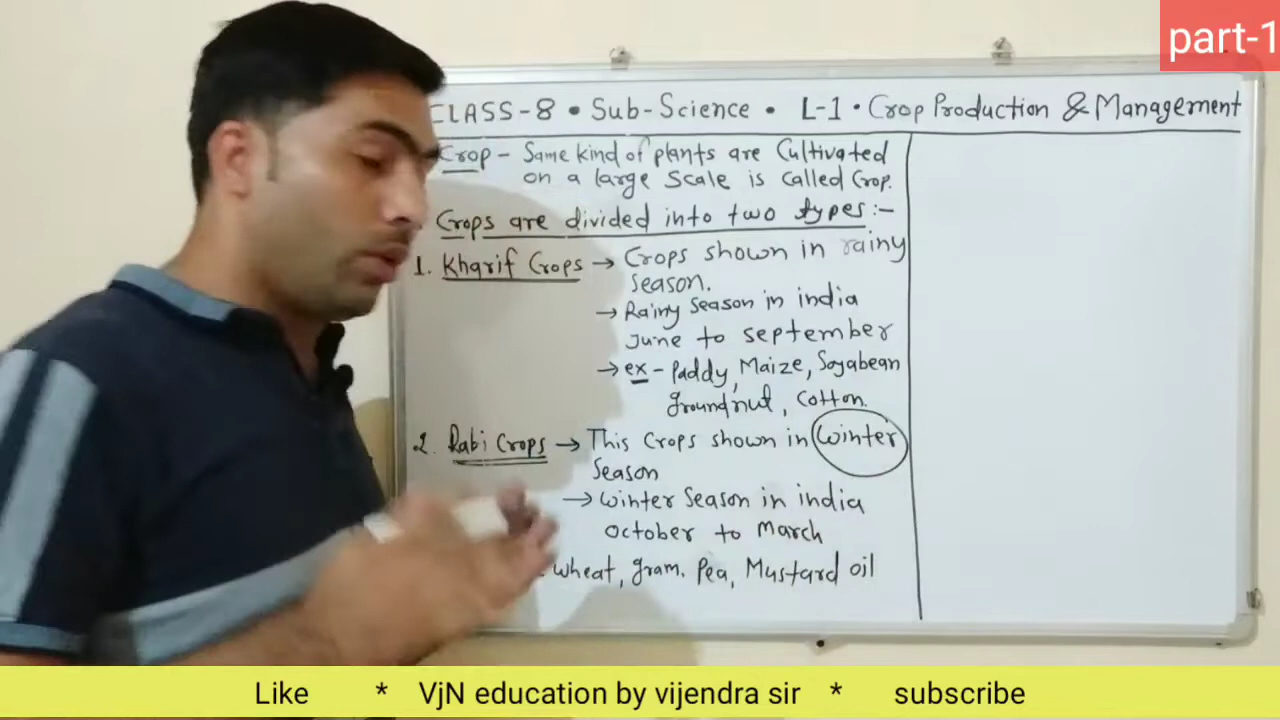 part-1
CLASS-8 • Sub-Science • L-1 • Crop Production & Management
Crop - Same kind of plants are Cultivated
on a large Scale is called Crop.
Crops are divided into two types:-
1. Kharif Crops → Crops shown in rainy
season.
→ Rainy Season in india
June to september
→ ex - Paddy, Maize, Soyabean
groundnut, Cotton.
2. Rabi Crops → This Crops shown in Winter
Season
→ Winter Season in india
October to March
wheat, gram. Pea, Mustard oil
Like * VjN education by vijendra sir * subscribe